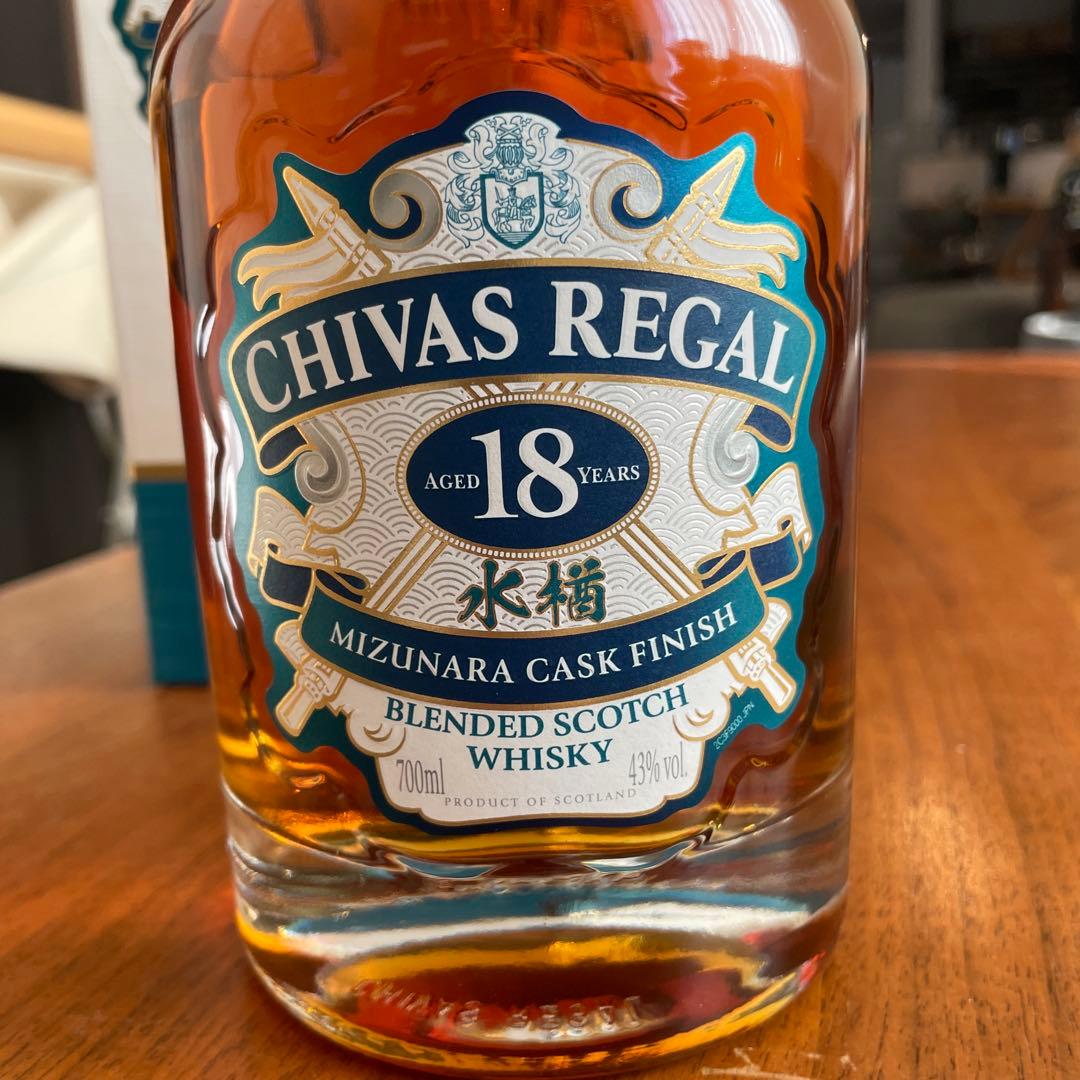 CHIVAS REGAL
AGED 18 YEARS
水楢
MIZUNARA CASK FINISH
BLENDED SCOTCH
WHISKY
700ml
43% vol.
PRODUCT OF SCOTLAND